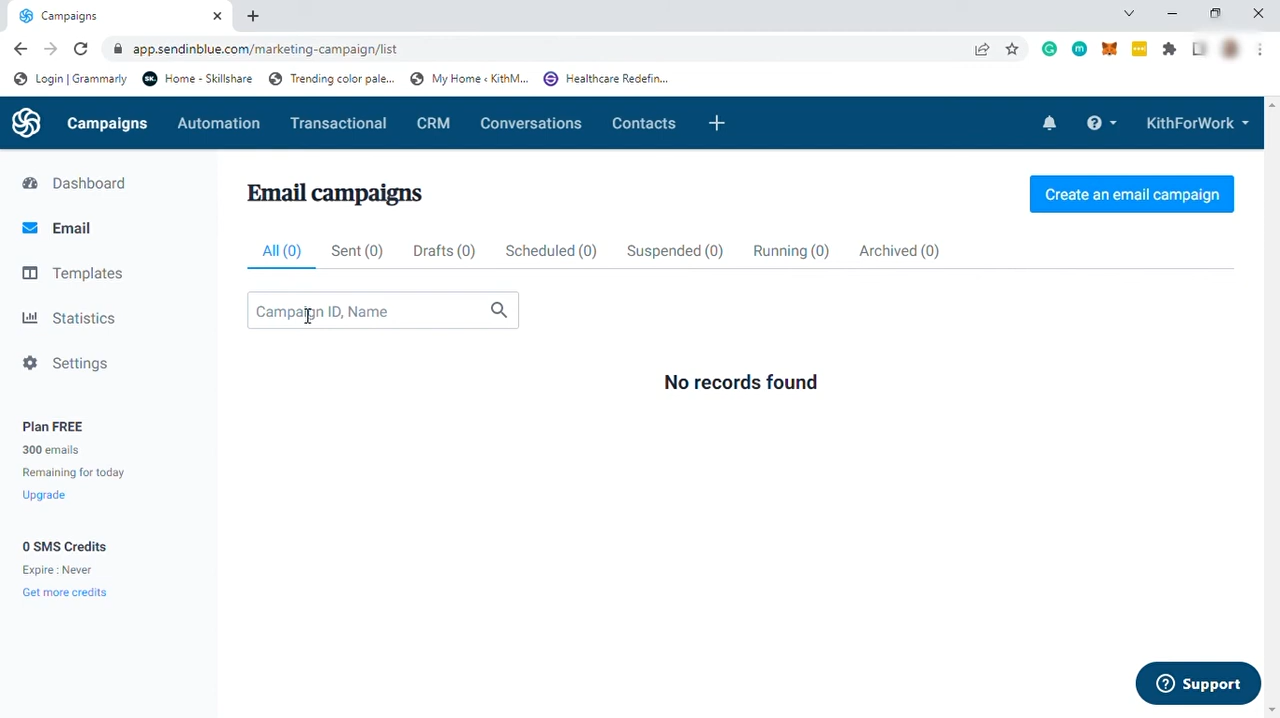 Campaigns
app.sendinblue.com/marketing-campaign/list
Login | Grammarly
SK.
Home - Skillshare
Trending color pale...
My Home ‹ KithM...
Healthcare Redefin...
Campaigns
Automation
Transactional
CRM
Conversations
Contacts
KithForWork
Dashboard
Email
Templates
Statistics
Settings
Plan FREE
300 emails
Remaining for today
Upgrade
0 SMS Credits
Expire : Never
Get more credits
Email campaigns
Create an email campaign
All (0)
Sent (0)
Drafts (0)
Scheduled (0)
Suspended (0)
Running (0)
Archived (0)
Campaign ID, Name
No records found
Support